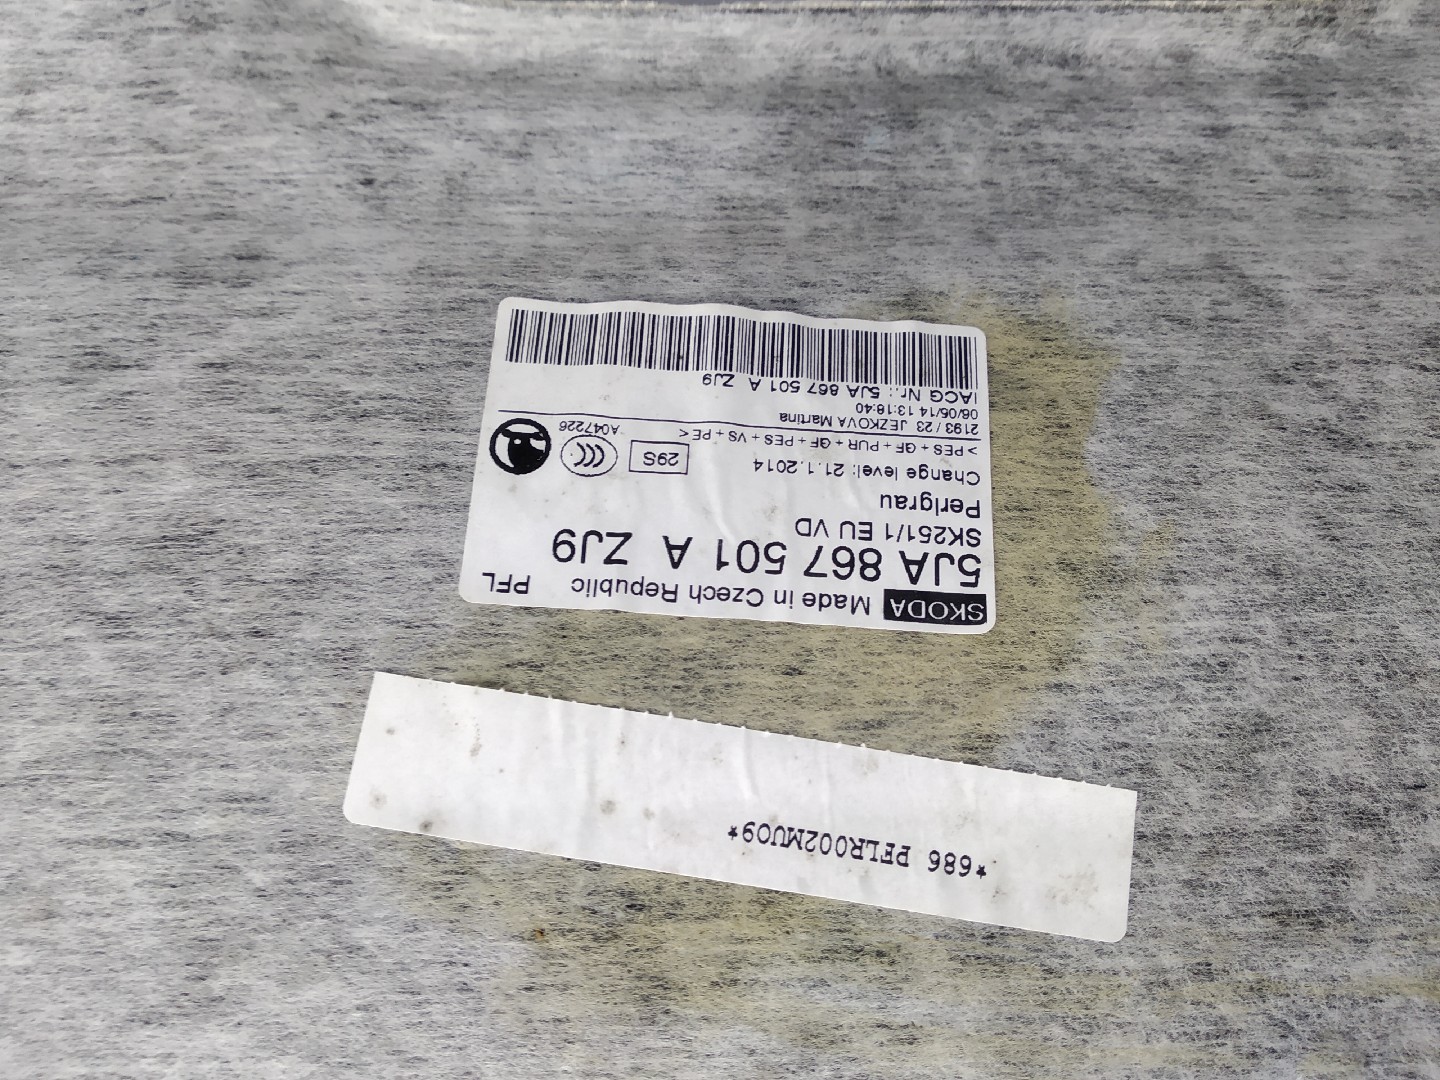 SKODA Made in Czech Republic PFL
5JA 867 501 A ZJ9
SK251/1 EU VD
Perlgrau
Change level: 21.1.2014 29S
> PES + GF + PUR + GF + PES + VS + PE < A047226
2193 / 23 JEZKOVA Martina
06/05/14 13:18:40
IACG Nr.: 5JA 867 501 A ZJ9
*686 PFLR002MU09*